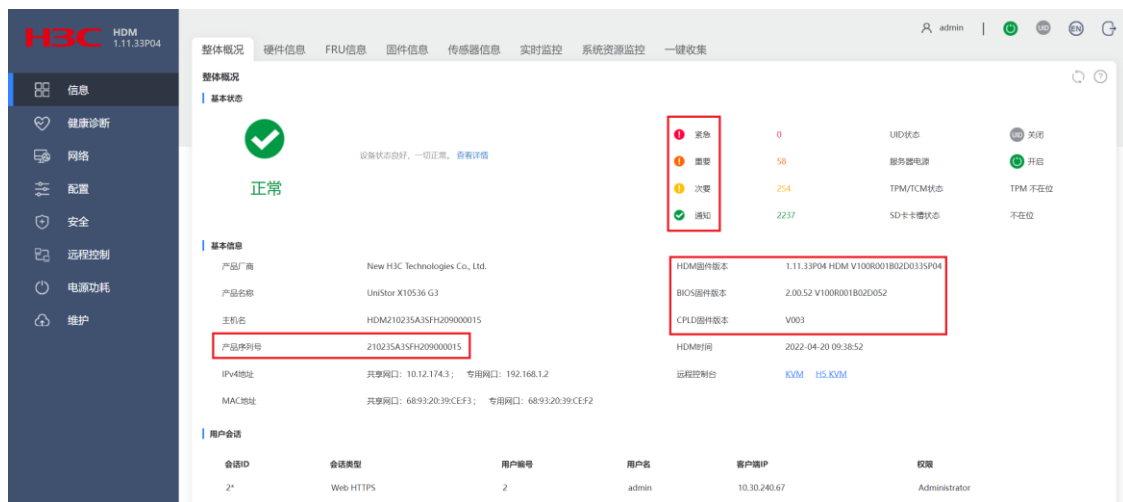 H3C HDM 1.11.33P04
admin | UID EN
整体概况 硬件信息 FRU信息 固件信息 传感器信息 实时监控 系统资源监控 一键收集
信息
健康诊断
网络
配置
安全
远程控制
电源功耗
维护
整体概况
基本状态
正常
设备状态良好，一切正常。 查看详情
紧急 0 UID状态 UID 关闭
重要 58 服务器电源 开启
次要 254 TPM/TCM状态 TPM 不在位
通知 2237 SD卡卡槽状态 不在位
基本信息
产品厂商 New H3C Technologies Co., Ltd. HDM固件版本 1.11.33P04 HDM V100R001B02D033SP04
产品名称 UniStor X10536 G3 BIOS固件版本 2.00.52 V100R001B02D052
主机名 HDM210235A3SFH209000015 CPLD固件版本 V003
产品序列号 210235A3SFH209000015 HDM时间 2022-04-20 09:38:52
IPv4地址 共享网口: 10.12.174.3 ; 专用网口: 192.168.1.2 远程控制台 KVM H5 KVM
MAC地址 共享网口: 68:93:20:39:CE:F3 ; 专用网口: 68:93:20:39:CE:F2
用户会话
会话ID 会话类型 用户编号 用户名 客户端IP 权限
2* Web HTTPS 2 admin 10.30.240.67 Administrator